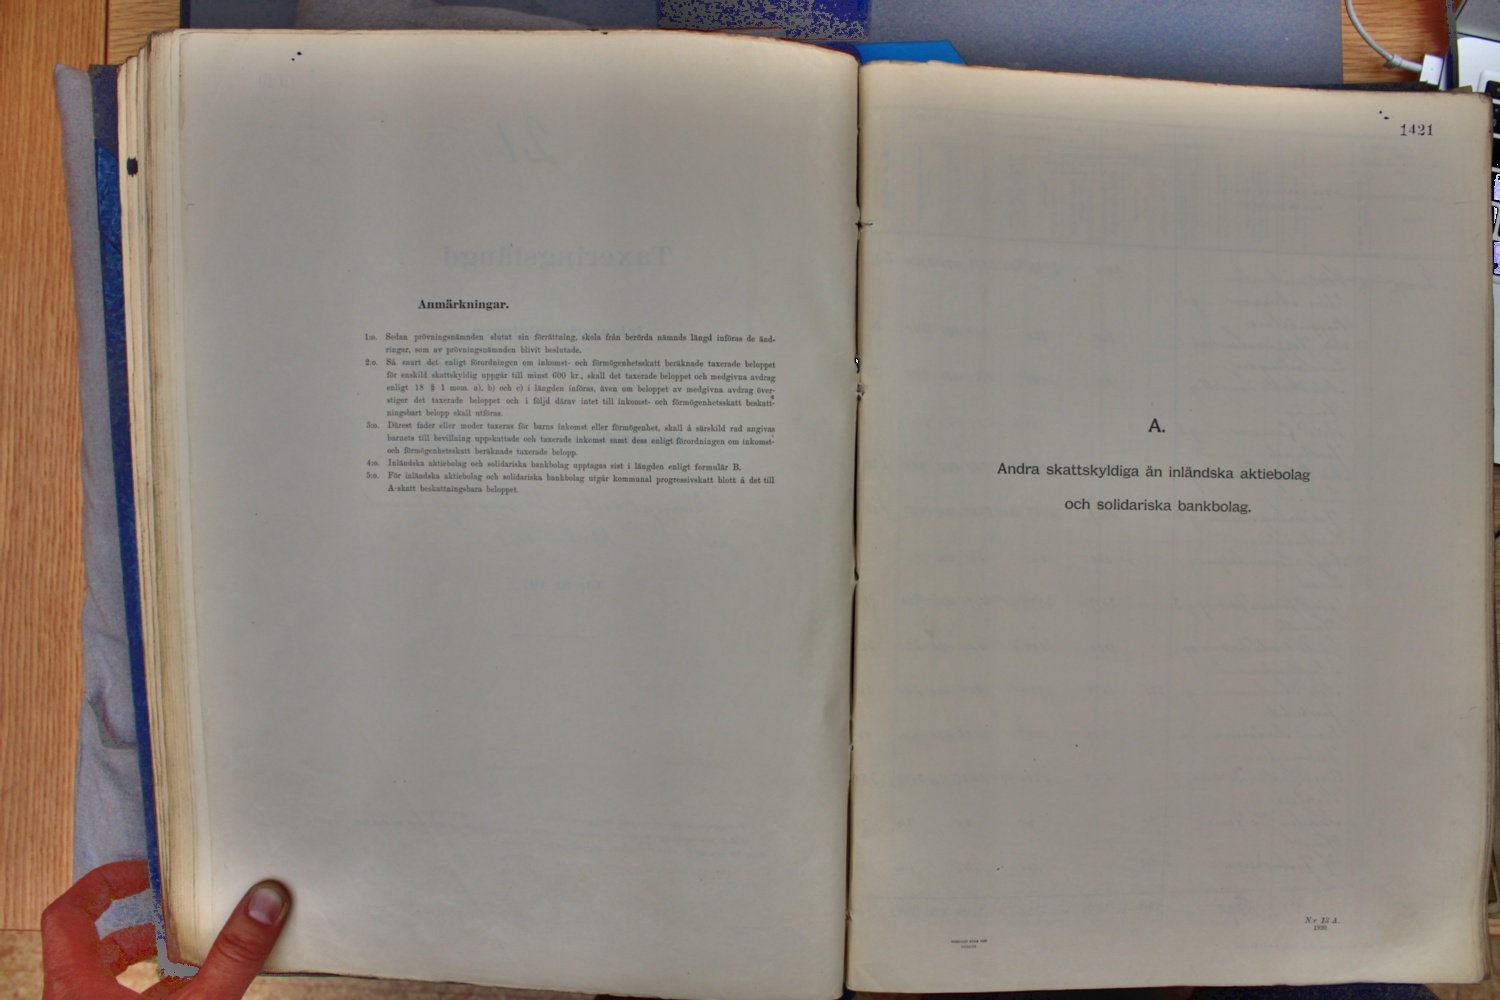 Anmärkningar.
1:o. Sedan prövningsnämnden slutat sin förrättning, skola från berörda nämnds längd införas de änd-
ringar, som av prövningsnämnden blivit beslutade.
2:o. Så snart det enligt förordningen om inkomst- och förmögenhetsskatt beräknade taxerade beloppet
för enskild skattskyldig uppgår till minst 600 kr., skall det taxerade beloppet och medgivna avdrag
enligt 18 § 1 mom. a), b) och c) i längden införas, även om beloppet av medgivna avdrag över-
stiger det taxerade beloppet och i följd därav intet till inkomst- och förmögenhetsskatt beskatt-
ningsbart belopp skall utföras.
3:o. Därest fader eller moder taxeras för barns inkomst eller förmögenhet, skall å särskild rad angivas
barnets till bevillning uppskattade och taxerade inkomst samt dess enligt förordningen om inkomst-
och förmögenhetsskatt beräknade taxerade belopp.
4:o. Inländska aktiebolag och solidariska bankbolag upptagas sist i längden enligt formulär B.
5:o. För inländska aktiebolag och solidariska bankbolag utgår kommunal progressivskatt blott å det till
A-skatt beskattningsbara beloppet.
1421
A.
Andra skattskyldiga än inländska aktiebolag
och solidariska bankbolag.
N:r 13 A.
1920.